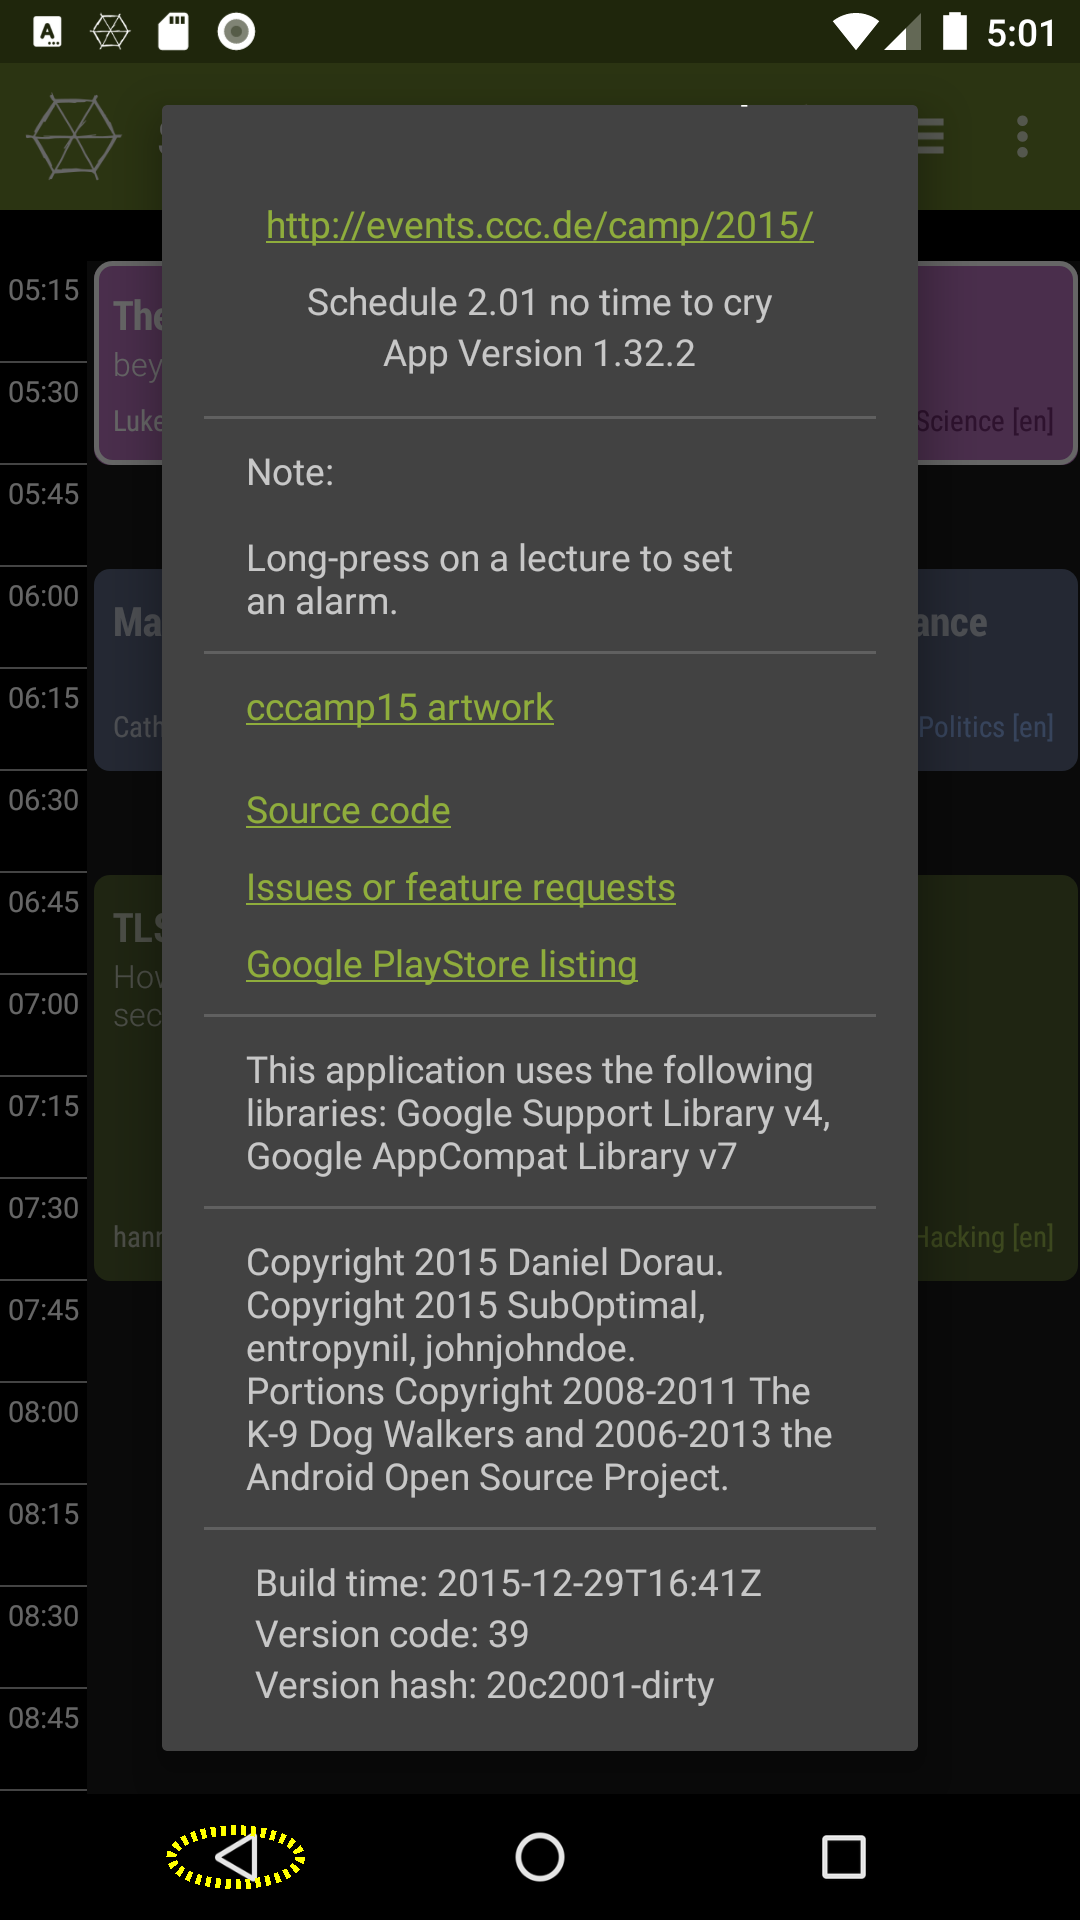 5:01
http://events.ccc.de/camp/2015/
Schedule 2.01 no time to cry
App Version 1.32.2
Note:
Long-press on a lecture to set
an alarm.
cccamp15 artwork
Source code
Issues or feature requests
Google PlayStore listing
This application uses the following
libraries: Google Support Library v4,
Google AppCompat Library v7
Copyright 2015 Daniel Dorau.
Copyright 2015 SubOptimal,
entropynil, johnjohndoe.
Portions Copyright 2008-2011 The
K-9 Dog Walkers and 2006-2013 the
Android Open Source Project.
Build time: 2015-12-29T16:41Z
Version code: 39
Version hash: 20c2001-dirty
05:15
The
bey
Luke
Science [en]
05:30
05:45
06:00
Ma
ance
06:15
Cath
Politics [en]
06:30
06:45
TLS
How
sec
07:00
07:15
07:30
hann
Hacking [en]
07:45
08:00
08:15
08:30
08:45